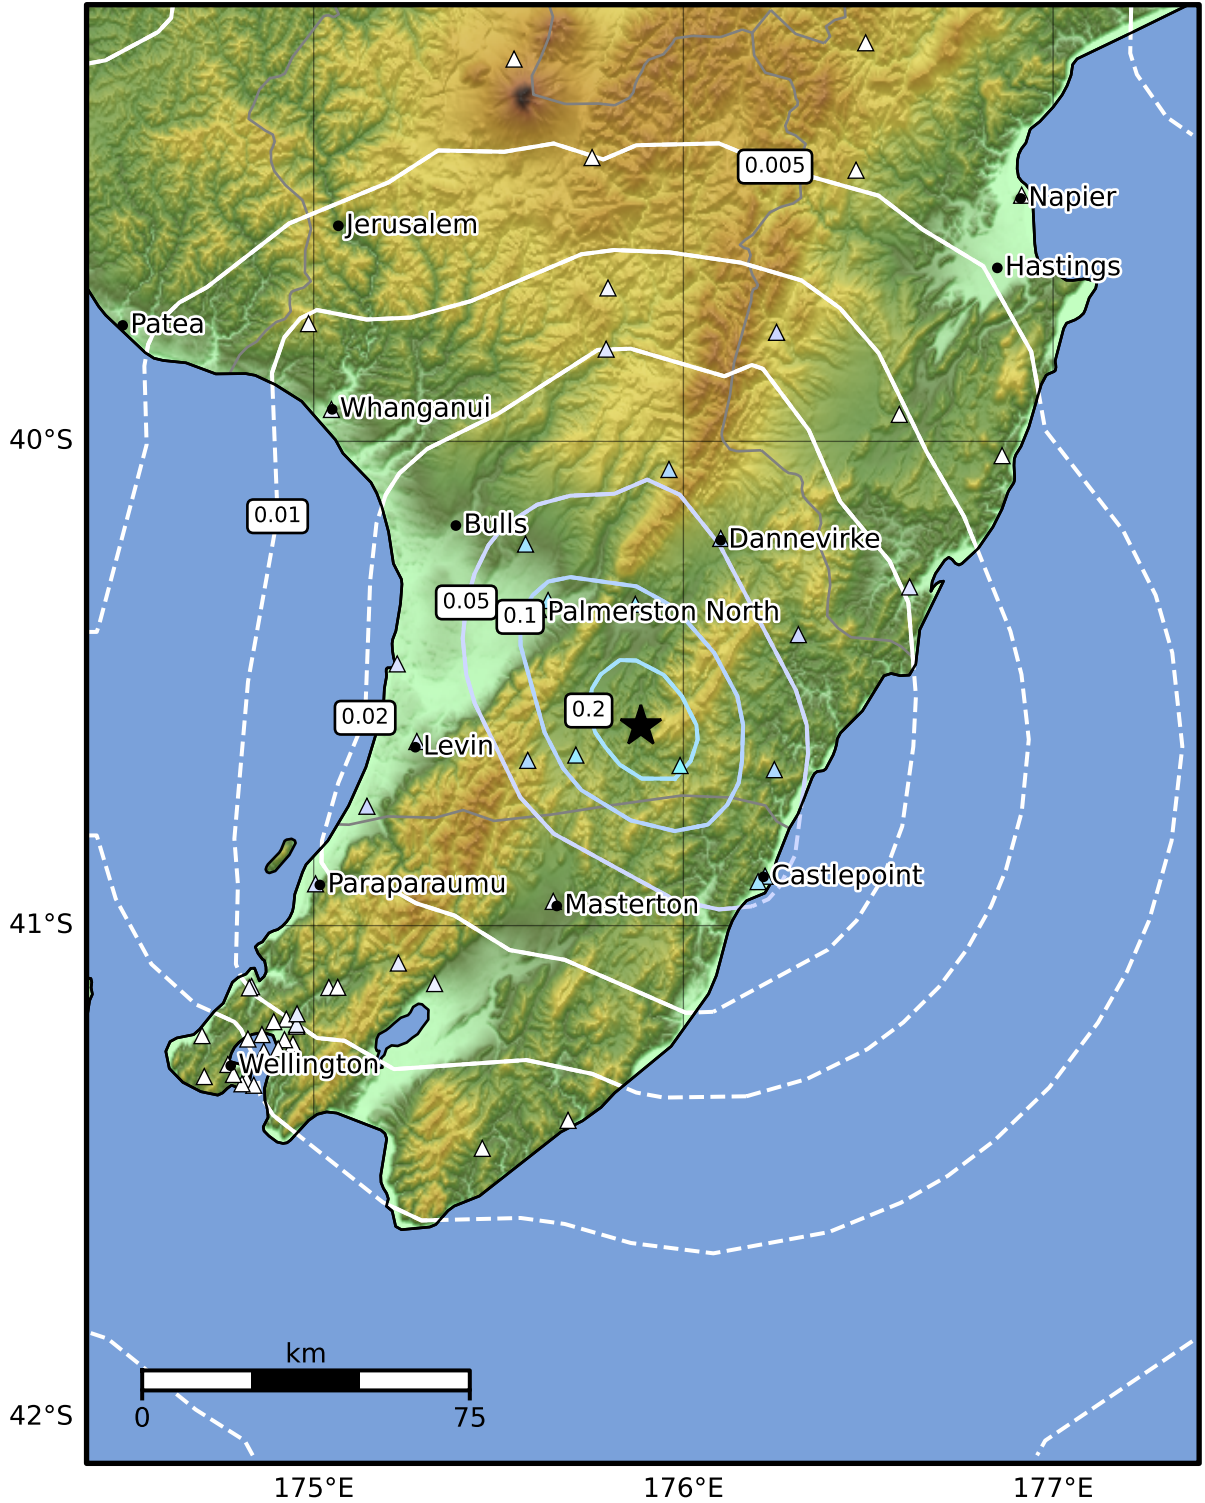 0.005
Napier
Jerusalem
Hastings
Patea
Whanganui
40°S
0.01
Bulls
Dannevirke
0.05
0.1
Palmerston North
0.2
0.02
Levin
Castlepoint
Paraparaumu
Masterton
41°S
Wellington
km
0
75
42°S
175°E
176°E
177°E